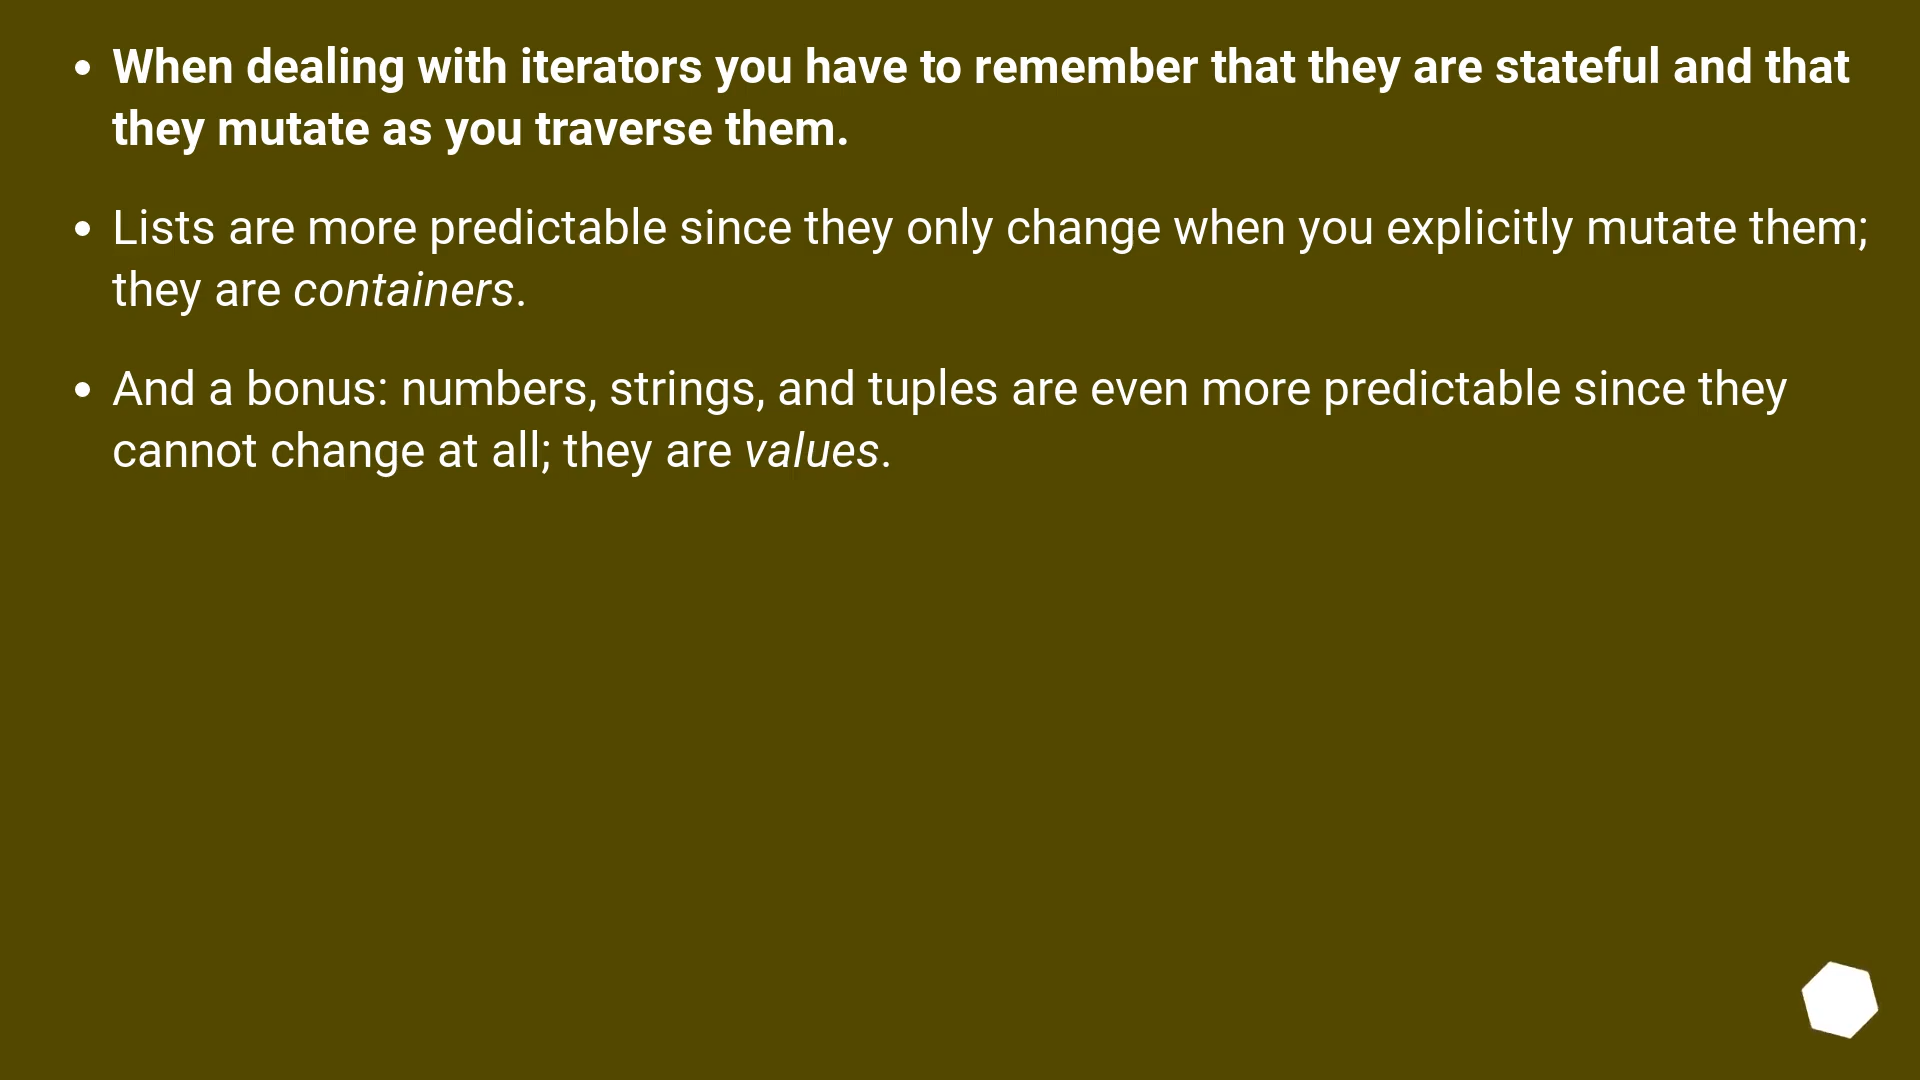 When dealing with iterators you have to remember that they are stateful and that
they mutate as you traverse them.
Lists are more predictable since they only change when you explicitly mutate them;
they are containers.
And a bonus: numbers, strings, and tuples are even more predictable since they
cannot change at all; they are values.